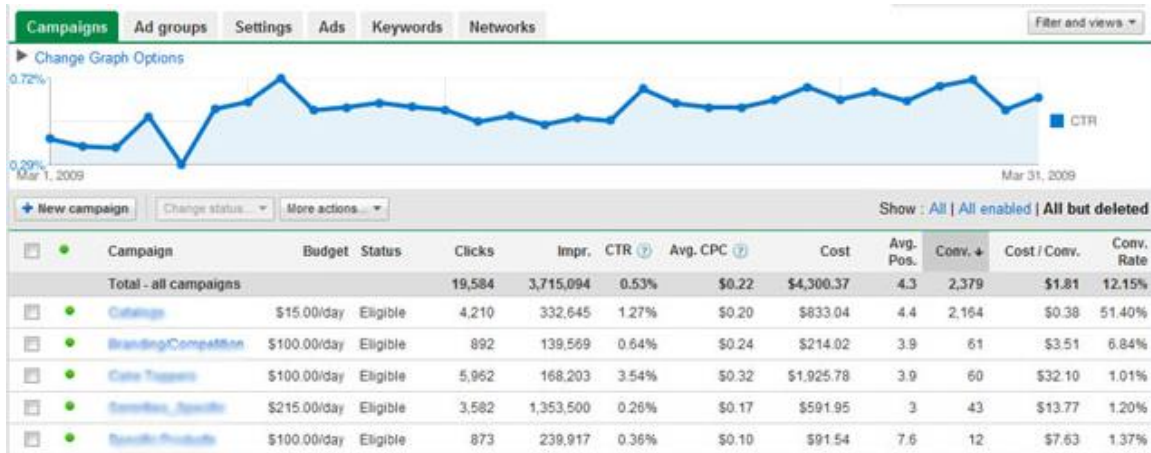 Campaigns Ad groups Settings Ads Keywords Networks Filter and views
Change Graph Options
0.72%
CTR
0.29%
Mar 1, 2009 Mar 31, 2009
+ New campaign Change status... More actions... Show : All | All enabled | All but deleted
Campaign Budget Status Clicks Impr. CTR ? Avg. CPC ? Cost Avg. Pos. Conv. ↓ Cost / Conv. Conv. Rate
Total - all campaigns 19,584 3,715,094 0.53% $0.22 $4,300.37 4.3 2,379 $1.81 12.15%
$15.00/day Eligible 4,210 332,645 1.27% $0.20 $833.04 4.4 2,164 $0.38 51.40%
Branding/Competition $100.00/day Eligible 892 139,569 0.64% $0.24 $214.02 3.9 61 $3.51 6.84%
$100.00/day Eligible 5,962 168,203 3.54% $0.32 $1,925.78 3.9 60 $32.10 1.01%
$215.00/day Eligible 3,582 1,353,500 0.26% $0.17 $591.95 3 43 $13.77 1.20%
$100.00/day Eligible 873 239,917 0.36% $0.10 $91.54 7.6 12 $7.63 1.37%